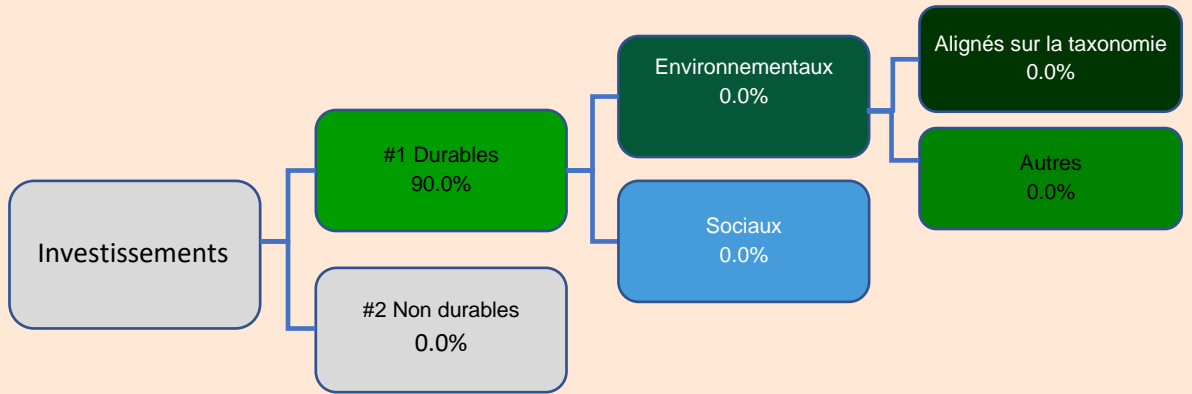 Investissements
#1 Durables
90.0%
#2 Non durables
0.0%
Environnementaux
0.0%
Sociaux
0.0%
Alignés sur la taxonomie
0.0%
Autres
0.0%